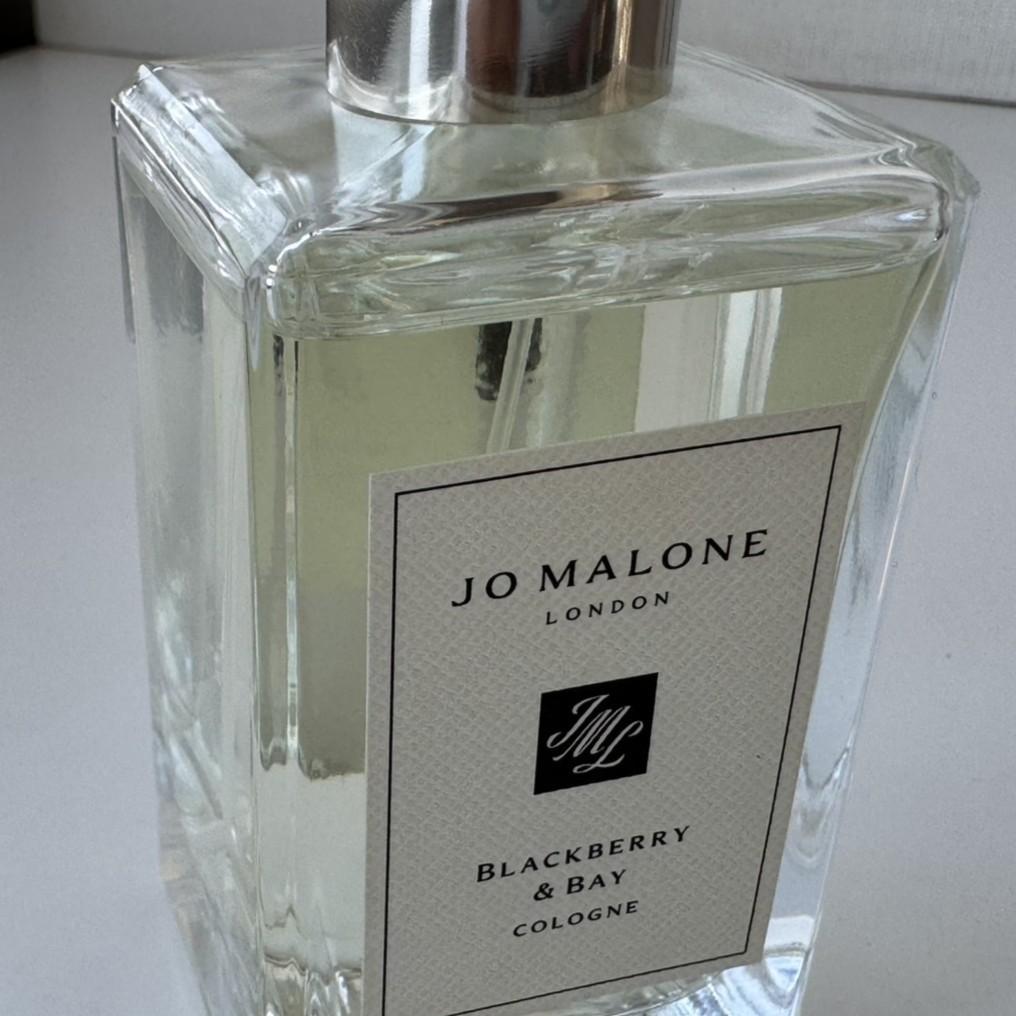 JO MALONE
LONDON
JML
BLACKBERRY
& BAY
COLOGNE